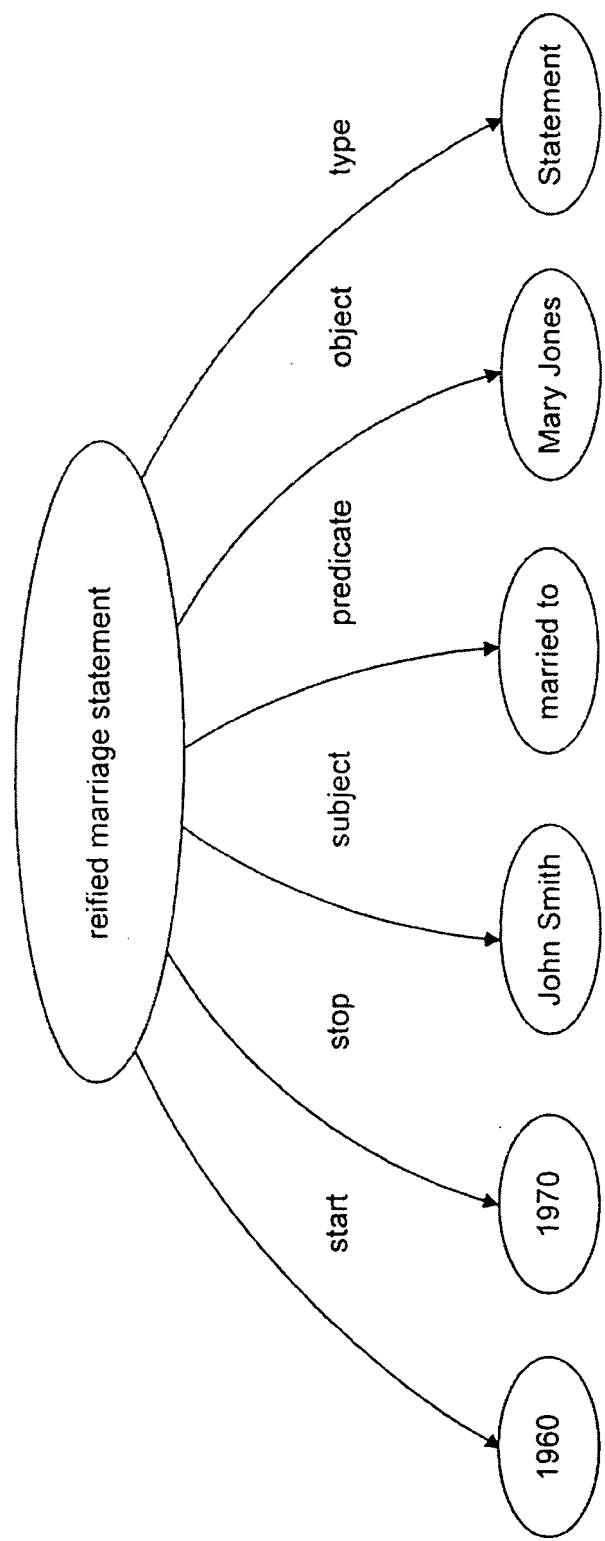 reified marriage statement
start
stop
subject
predicate
object
type
1960
1970
John Smith
married to
Mary Jones
Statement